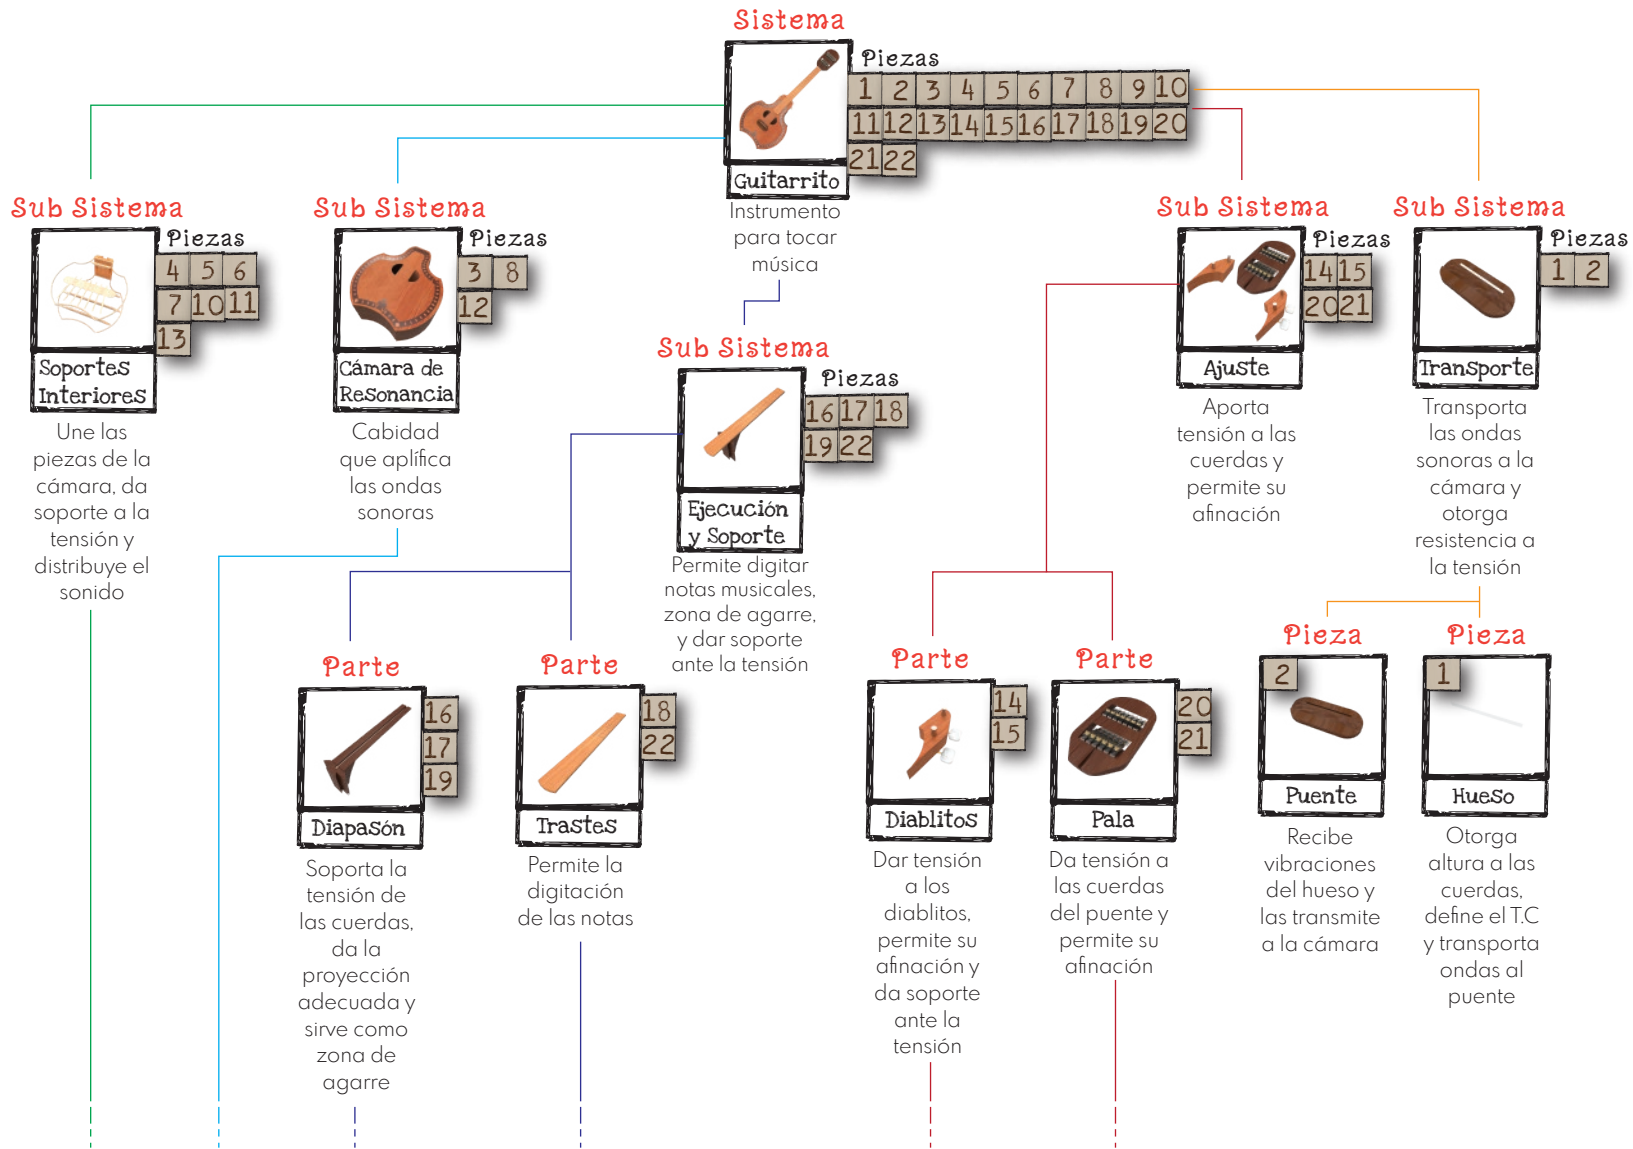 Sistema
Piezas
1 2 3 4 5 6 7 8 9 10
11 12 13 14 15 16 17 18 19 20
21 22
Guitarrito
Instrumento
para tocar
música
Sub Sistema
Piezas
4 5 6
7 10 11
13
Soportes
Interiores
Une las
piezas de la
cámara, da
soporte a la
tensión y
distribuye el
sonido
Sub Sistema
Piezas
3 8
12
Cámara de
Resonancia
Cabidad
que aplífica
las ondas
sonoras
Sub Sistema
Piezas
16 17 18
19 22
Ejecución
y Soporte
Permite digitar
notas musicales,
zona de agarre,
y dar soporte
ante la tensión
Sub Sistema
Piezas
14 15
20 21
Ajuste
Aporta
tensión a las
cuerdas y
permite su
afinación
Sub Sistema
Piezas
1 2
Transporte
Transporta
las ondas
sonoras a la
cámara y
otorga
resistencia a
la tensión
Parte
16
17
19
Diapasón
Soporta la
tensión de
las cuerdas,
da la
proyección
adecuada y
sirve como
zona de
agarre
Parte
18
22
Trastes
Permite la
digitación
de las notas
Parte
14
15
Diablitos
Dar tensión
a los
diablitos,
permite su
afinación y
da soporte
ante la
tensión
Parte
20
21
Pala
Da tensión a
las cuerdas
del puente y
permite su
afinación
Pieza
2
Puente
Recibe
vibraciones
del hueso y
las transmite
a la cámara
Pieza
1
Hueso
Otorga
altura a las
cuerdas,
define el T.C
y transporta
ondas al
puente